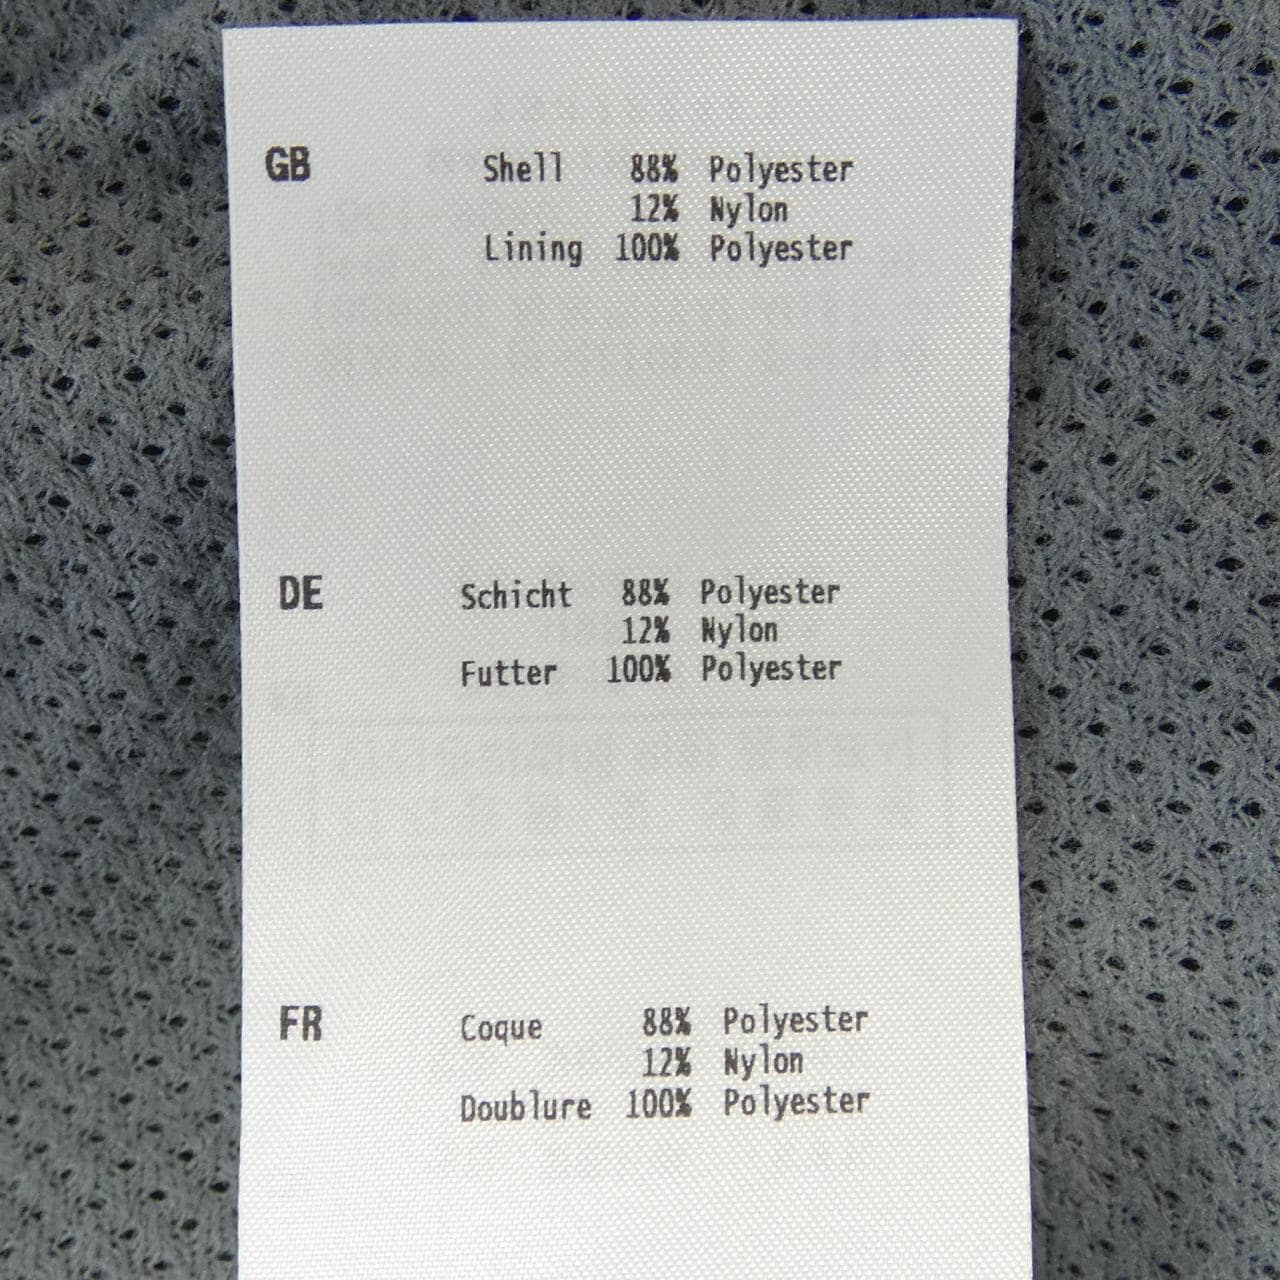 GB Shell 88% Polyester
12% Nylon
Lining 100% Polyester
DE Schicht 88% Polyester
12% Nylon
Futter 100% Polyester
FR Coque 88% Polyester
12% Nylon
Doublure 100% Polyester